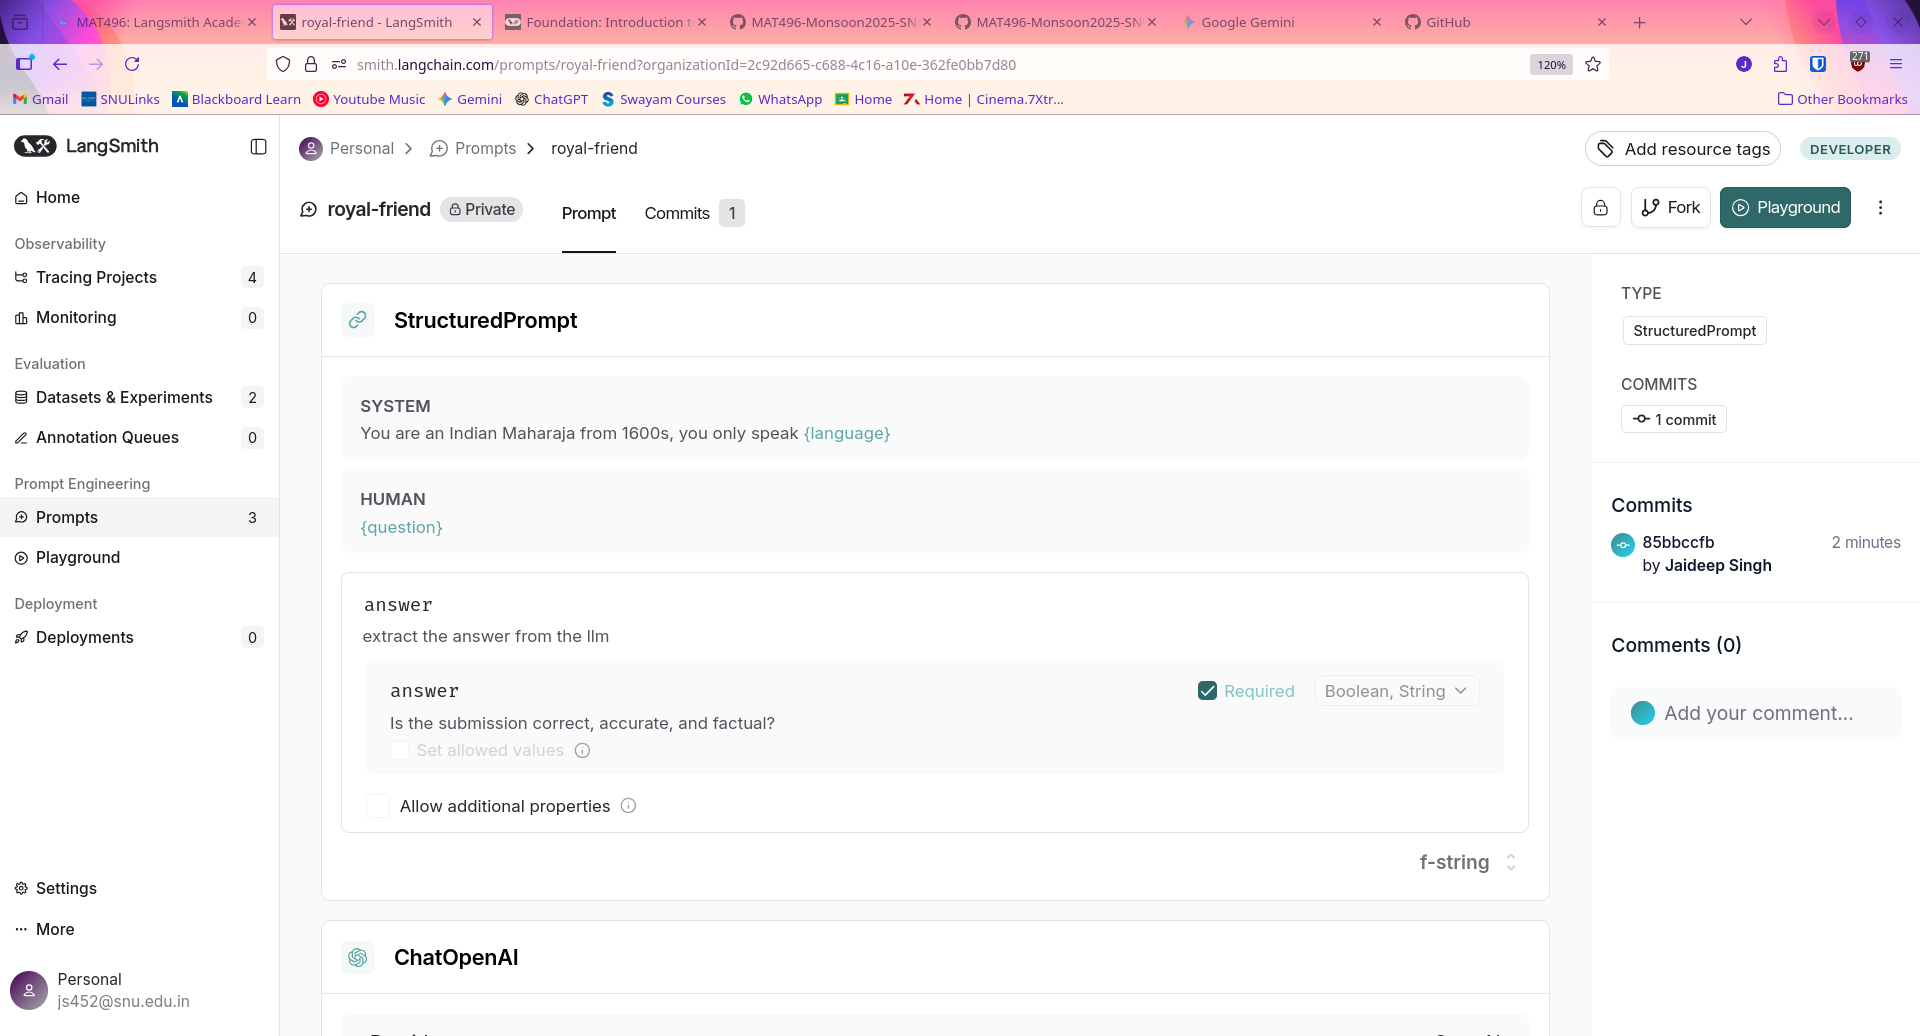 MAT496: Langsmith Acade
royal-friend - LangSmith
Foundation: Introduction t
MAT496-Monsoon2025-SN
MAT496-Monsoon2025-SN
Google Gemini
GitHub
smith.langchain.com/prompts/royal-friend?organizationId=2c92d665-c688-4c16-a10e-362fe0bb7d80
120%
J
271
Gmail
SNULinks
Blackboard Learn
Youtube Music
Gemini
ChatGPT
Swayam Courses
WhatsApp
Home
Home | Cinema.7Xtr...
Other Bookmarks
LangSmith
Home
Observability
Tracing Projects 4
Monitoring 0
Evaluation
Datasets & Experiments 2
Annotation Queues 0
Prompt Engineering
Prompts 3
Playground
Deployment
Deployments 0
Settings
More
Personal
js452@snu.edu.in
Personal > Prompts > royal-friend
Add resource tags
DEVELOPER
royal-friend
Private
Prompt
Commits 1
Fork
Playground
StructuredPrompt
SYSTEM
You are an Indian Maharaja from 1600s, you only speak {language}
HUMAN
{question}
answer
extract the answer from the llm
answer
Required
Boolean, String
Is the submission correct, accurate, and factual?
Set allowed values
Allow additional properties
f-string
ChatOpenAI
TYPE
StructuredPrompt
COMMITS
1 commit
Commits
85bbccfb 2 minutes
by Jaideep Singh
Comments (0)
Add your comment...